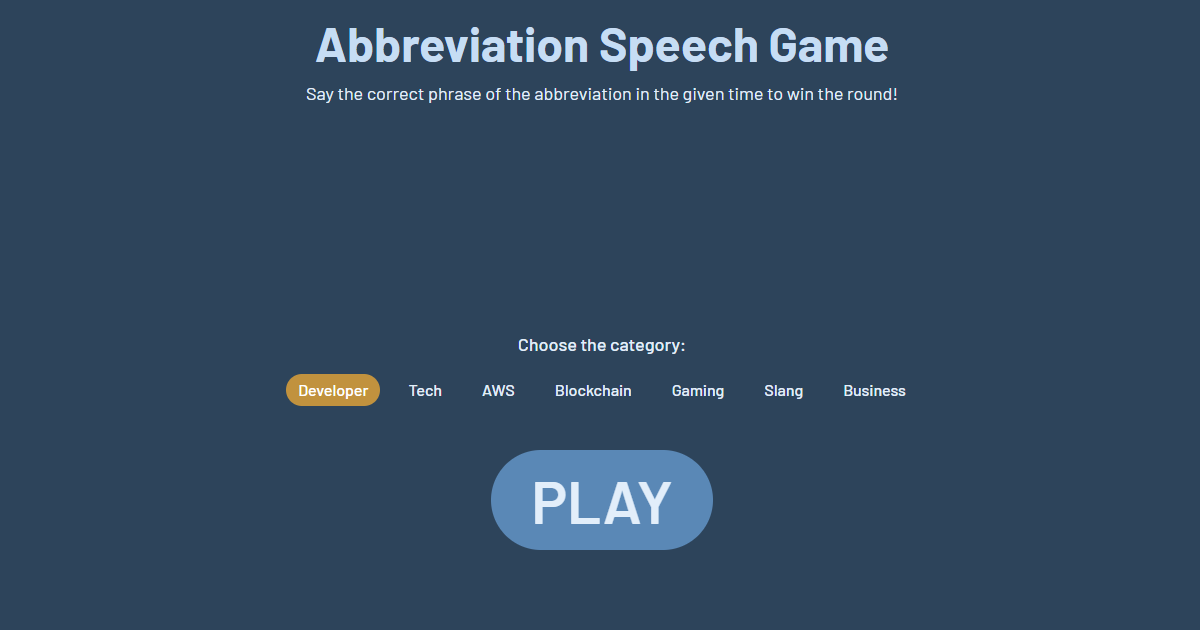 Abbreviation Speech Game
Say the correct phrase of the abbreviation in the given time to win the round!
Choose the category:
Developer Tech AWS Blockchain Gaming Slang Business
PLAY